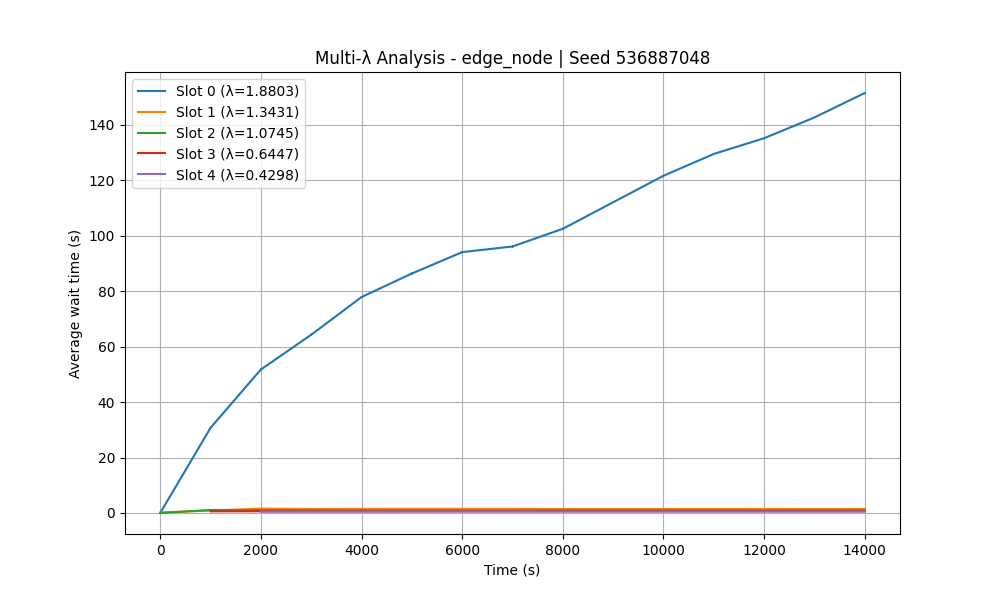 Multi-λ Analysis - edge_node | Seed 536887048
Slot 0 (λ=1.8803)
Slot 1 (λ=1.3431)
Slot 2 (λ=1.0745)
Slot 3 (λ=0.6447)
Slot 4 (λ=0.4298)
Average wait time (s)
140
120
100
80
60
40
20
0
0 2000 4000 6000 8000 10000 12000 14000
Time (s)